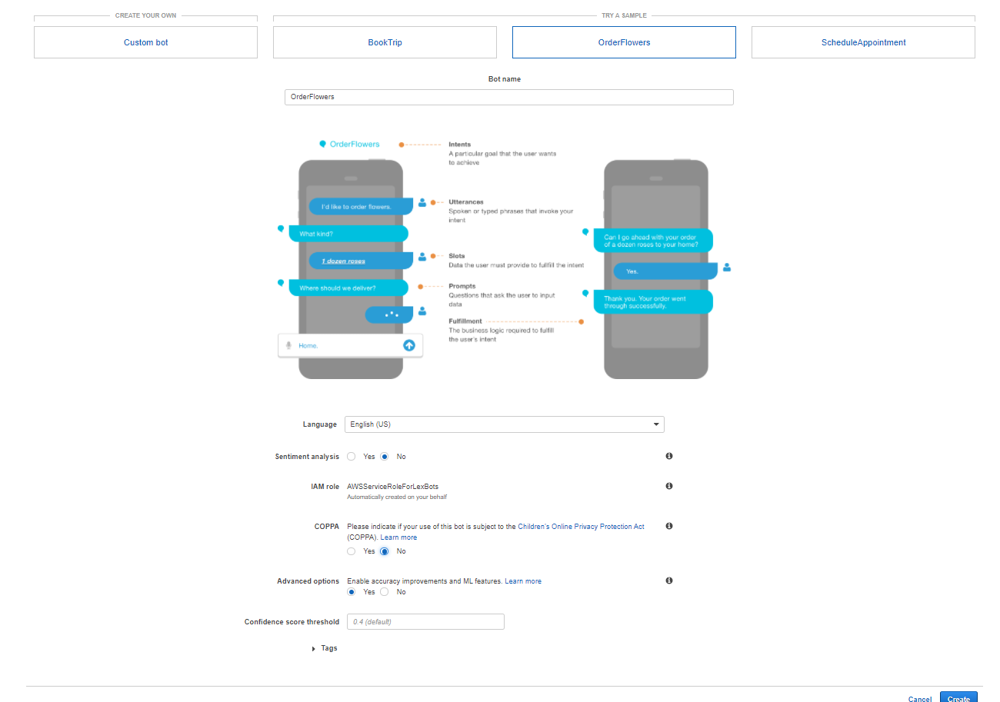 CREATE YOUR OWN
TRY A SAMPLE
Custom bot
BookTrip
OrderFlowers
ScheduleAppointment
Bot name
OrderFlowers
OrderFlowers
I'd like to order flowers.
What kind?
1 dozen roses
Where should we deliver?
Home.
Intents
A particular goal that the user wants
to achieve
Utterances
Spoken or typed phrases that invoke your
intent
Slots
Data the user must provide to fullfill the intent
Prompts
Questions that ask the user to input
data
Fulfillment
The business logic required to fulfill
the user's intent
Can I go ahead with your order
of a dozen roses to your home?
Yes.
Thank you. Your order went
through successfully.
Language English (US)
Sentiment analysis Yes No
IAM role AWSServiceRoleForLexBots
Automatically created on your behalf
COPPA Please indicate if your use of this bot is subject to the Children's Online Privacy Protection Act
(COPPA). Learn more
Yes No
Advanced options Enable accuracy improvements and ML features. Learn more
Yes No
Confidence score threshold 0.4 (default)
Tags
Cancel Create